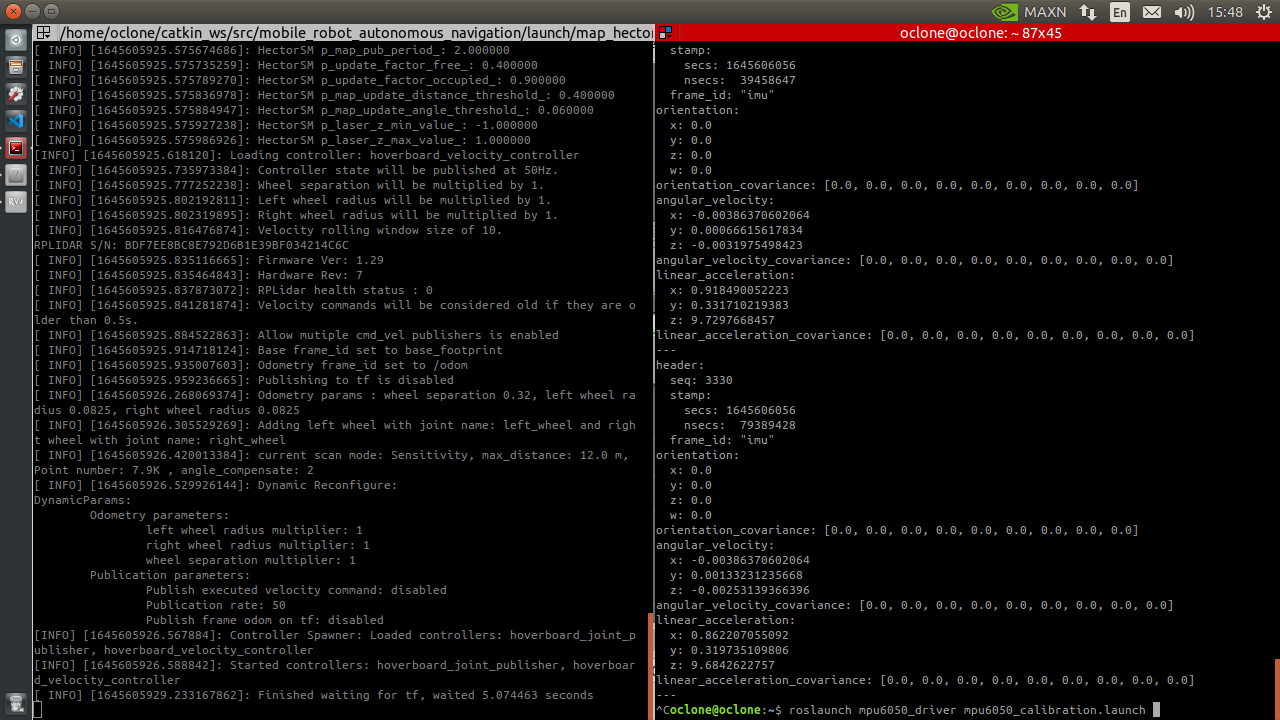 MAXN
En
15:48
/home/oclone/catkin_ws/src/mobile_robot_autonomous_navigation/launch/map_hector
[ INFO] [1645605925.575674686]: HectorSM p_map_pub_period_: 2.000000
[ INFO] [1645605925.575735259]: HectorSM p_update_factor_free_: 0.400000
[ INFO] [1645605925.575789270]: HectorSM p_update_factor_occupied_: 0.900000
[ INFO] [1645605925.575836978]: HectorSM p_map_update_distance_threshold_: 0.400000
[ INFO] [1645605925.575884947]: HectorSM p_map_update_angle_threshold_: 0.060000
[ INFO] [1645605925.575927238]: HectorSM p_laser_z_min_value_: -1.000000
[ INFO] [1645605925.575986926]: HectorSM p_laser_z_max_value_: 1.000000
[INFO] [1645605925.618120]: Loading controller: hoverboard_velocity_controller
[ INFO] [1645605925.735973384]: Controller state will be published at 50Hz.
[ INFO] [1645605925.777252238]: Wheel separation will be multiplied by 1.
[ INFO] [1645605925.802192811]: Left wheel radius will be multiplied by 1.
[ INFO] [1645605925.802319895]: Right wheel radius will be multiplied by 1.
[ INFO] [1645605925.816476874]: Velocity rolling window size of 10.
RPLIDAR S/N: BDF7EE8BC8E792D6B1E39BF034214C6C
[ INFO] [1645605925.835116665]: Firmware Ver: 1.29
[ INFO] [1645605925.835464843]: Hardware Rev: 7
[ INFO] [1645605925.837873072]: RPLidar health status : 0
[ INFO] [1645605925.841281874]: Velocity commands will be considered old if they are o
lder than 0.5s.
[ INFO] [1645605925.884522863]: Allow mutiple cmd_vel publishers is enabled
[ INFO] [1645605925.914718124]: Base frame_id set to base_footprint
[ INFO] [1645605925.935007603]: Odometry frame_id set to /odom
[ INFO] [1645605925.959236665]: Publishing to tf is disabled
[ INFO] [1645605926.268069374]: Odometry params : wheel separation 0.32, left wheel ra
dius 0.0825, right wheel radius 0.0825
[ INFO] [1645605926.305529269]: Adding left wheel with joint name: left_wheel and righ
t wheel with joint name: right_wheel
[ INFO] [1645605926.420013384]: current scan mode: Sensitivity, max_distance: 12.0 m,
Point number: 7.9K , angle_compensate: 2
[ INFO] [1645605926.529926144]: Dynamic Reconfigure:
DynamicParams:
Odometry parameters:
left wheel radius multiplier: 1
right wheel radius multiplier: 1
wheel separation multiplier: 1
Publication parameters:
Publish executed velocity command: disabled
Publication rate: 50
Publish frame odom on tf: disabled
[INFO] [1645605926.567884]: Controller Spawner: Loaded controllers: hoverboard_joint_p
ublisher, hoverboard_velocity_controller
[INFO] [1645605926.588842]: Started controllers: hoverboard_joint_publisher, hoverboar
d_velocity_controller
[ INFO] [1645605929.233167862]: Finished waiting for tf, waited 5.074463 seconds
oclone@oclone: ~ 87x45
stamp:
secs: 1645606056
nsecs:  39458647
frame_id: "imu"
orientation:
x: 0.0
y: 0.0
z: 0.0
w: 0.0
orientation_covariance: [0.0, 0.0, 0.0, 0.0, 0.0, 0.0, 0.0, 0.0, 0.0]
angular_velocity:
x: -0.00386370602064
y: 0.00066615617834
z: -0.0031975498423
angular_velocity_covariance: [0.0, 0.0, 0.0, 0.0, 0.0, 0.0, 0.0, 0.0, 0.0]
linear_acceleration:
x: 0.918490052223
y: 0.331710219383
z: 9.7297668457
linear_acceleration_covariance: [0.0, 0.0, 0.0, 0.0, 0.0, 0.0, 0.0, 0.0, 0.0]
---
header:
seq: 3330
stamp:
secs: 1645606056
nsecs:  79389428
frame_id: "imu"
orientation:
x: 0.0
y: 0.0
z: 0.0
w: 0.0
orientation_covariance: [0.0, 0.0, 0.0, 0.0, 0.0, 0.0, 0.0, 0.0, 0.0]
angular_velocity:
x: -0.00386370602064
y: 0.00133231235668
z: -0.00253139366396
angular_velocity_covariance: [0.0, 0.0, 0.0, 0.0, 0.0, 0.0, 0.0, 0.0, 0.0]
linear_acceleration:
x: 0.862207055092
y: 0.319735109806
z: 9.6842622757
linear_acceleration_covariance: [0.0, 0.0, 0.0, 0.0, 0.0, 0.0, 0.0, 0.0, 0.0]
---
^Coclone@oclone:~$ roslaunch mpu6050_driver mpu6050_calibration.launch